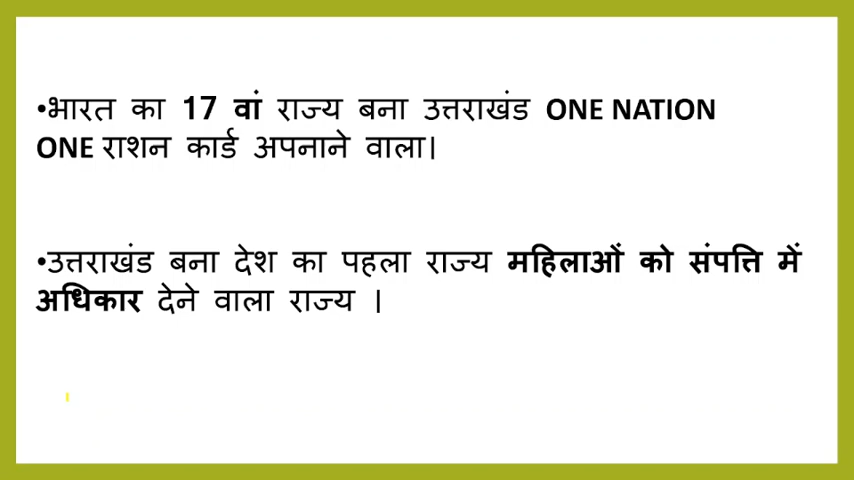 •भारत का 17 वां राज्य बना उत्तराखंड ONE NATION
ONE राशन कार्ड अपनाने वाला।
•उत्तराखंड बना देश का पहला राज्य महिलाओं को संपत्ति में
अधिकार देने वाला राज्य ।